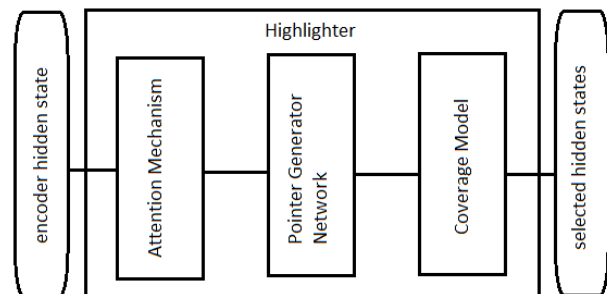 Highlighter
encoder hidden state
Attention Mechanism
Pointer Generator
Network
Coverage Model
selected hidden states